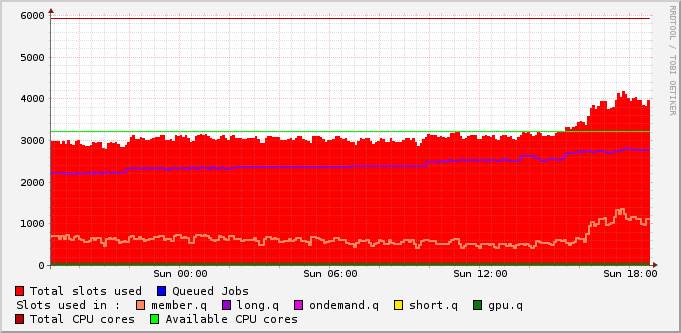 6000
5000
4000
3000
2000
1000
0
Sun 00:00 Sun 06:00 Sun 12:00 Sun 18:00
Total slots used Queued Jobs
Slots used in : member.q long.q ondemand.q short.q gpu.q
Total CPU cores Available CPU cores
RRDTOOL / TOBI OETIKER